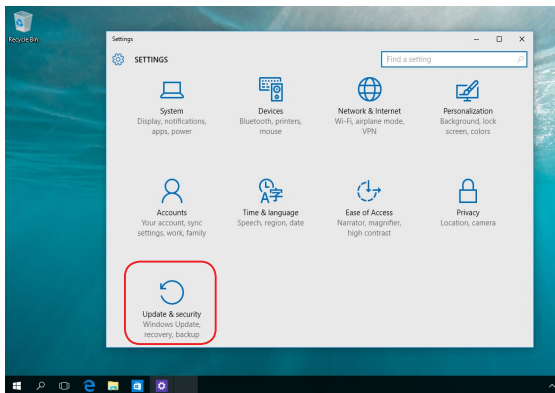 Recycle Bin
Settings
SETTINGS
Find a setting
System
Display, notifications,
apps, power
Devices
Bluetooth, printers,
mouse
Network & Internet
Wi-Fi, airplane mode,
VPN
Personalization
Background, lock
screen, colors
Accounts
Your account, sync
settings, work, family
Time & language
Speech, region, date
Ease of Access
Narrator, magnifier,
high contrast
Privacy
Location, camera
Update & security
Windows Update,
recovery, backup